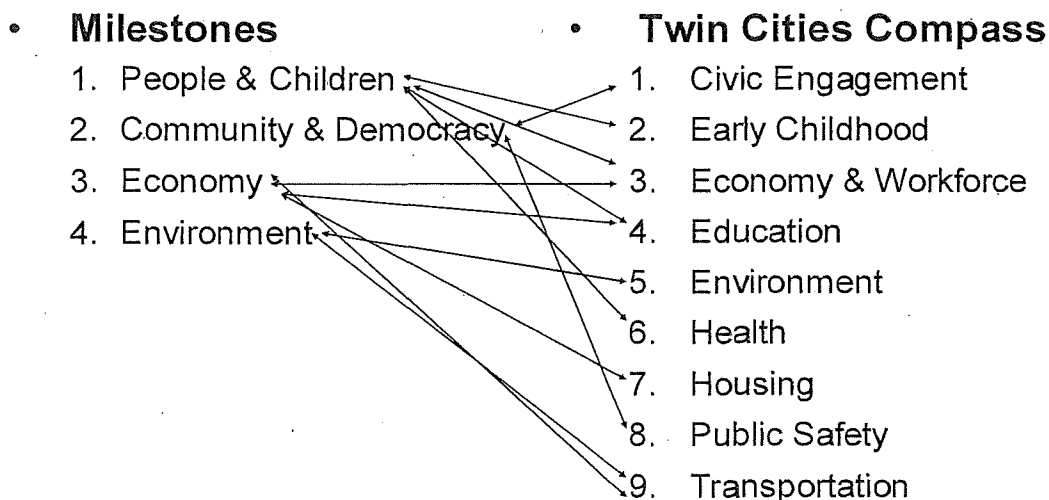 • Milestones
1. People & Children
2. Community & Democracy
3. Economy
4. Environment
• Twin Cities Compass
1. Civic Engagement
2. Early Childhood
3. Economy & Workforce
4. Education
5. Environment
6. Health
7. Housing
8. Public Safety
9. Transportation